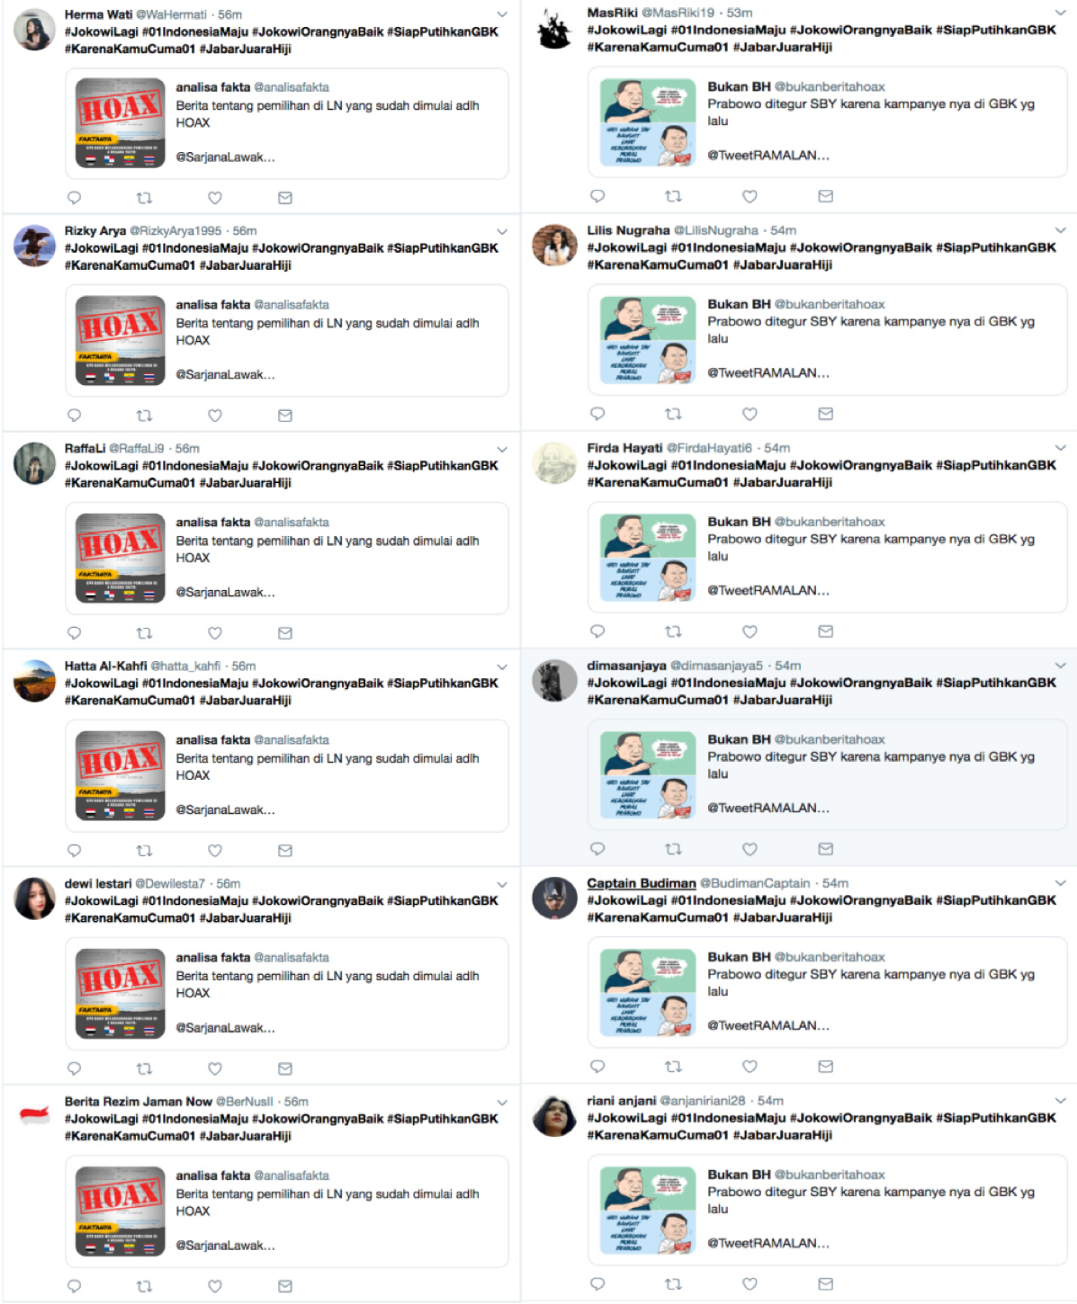 Herma Wati @WaHermati · 56m
#JokowiLagi #01IndonesiaMaju #JokowiOrangnyaBaik #SiapPutihkanGBK
#KarenaKamuCuma01 #JabarJuaraHiji
HOAX
FAKTANYA
analisa fakta @analisafakta
Berita tentang pemilihan di LN yang sudah dimulai adlh
HOAX
@SarjanaLawak...
Rizky Arya @RizkyArya1995 · 56m
#JokowiLagi #01IndonesiaMaju #JokowiOrangnyaBaik #SiapPutihkanGBK
#KarenaKamuCuma01 #JabarJuaraHiji
HOAX
FAKTANYA
analisa fakta @analisafakta
Berita tentang pemilihan di LN yang sudah dimulai adlh
HOAX
@SarjanaLawak...
RaffaLi @RaffaLi9 · 56m
#JokowiLagi #01IndonesiaMaju #JokowiOrangnyaBaik #SiapPutihkanGBK
#KarenaKamuCuma01 #JabarJuaraHiji
HOAX
FAKTANYA
analisa fakta @analisafakta
Berita tentang pemilihan di LN yang sudah dimulai adlh
HOAX
@SarjanaLawak...
Hatta Al-Kahfi @hatta_kahfi · 56m
#JokowiLagi #01IndonesiaMaju #JokowiOrangnyaBaik #SiapPutihkanGBK
#KarenaKamuCuma01 #JabarJuaraHiji
HOAX
FAKTANYA
analisa fakta @analisafakta
Berita tentang pemilihan di LN yang sudah dimulai adlh
HOAX
@SarjanaLawak...
dewi lestari @Dewilesta7 · 56m
#JokowiLagi #01IndonesiaMaju #JokowiOrangnyaBaik #SiapPutihkanGBK
#KarenaKamuCuma01 #JabarJuaraHiji
HOAX
FAKTANYA
analisa fakta @analisafakta
Berita tentang pemilihan di LN yang sudah dimulai adlh
HOAX
@SarjanaLawak...
Berita Rezim Jaman Now @BerNusII · 56m
#JokowiLagi #01IndonesiaMaju #JokowiOrangnyaBaik #SiapPutihkanGBK
#KarenaKamuCuma01 #JabarJuaraHiji
HOAX
FAKTANYA
analisa fakta @analisafakta
Berita tentang pemilihan di LN yang sudah dimulai adlh
HOAX
@SarjanaLawak...
MasRiki @MasRiki19 · 53m
#JokowiLagi #01IndonesiaMaju #JokowiOrangnyaBaik #SiapPutihkanGBK
#KarenaKamuCuma01 #JabarJuaraHiji
Bukan BH @bukanberitahoax
Prabowo ditegur SBY karena kampanye nya di GBK yg
lalu
@TweetRAMALAN...
Lilis Nugraha @LilisNugraha · 54m
#JokowiLagi #01IndonesiaMaju #JokowiOrangnyaBaik #SiapPutihkanGBK
#KarenaKamuCuma01 #JabarJuaraHiji
Bukan BH @bukanberitahoax
Prabowo ditegur SBY karena kampanye nya di GBK yg
lalu
@TweetRAMALAN...
Firda Hayati @FirdaHayati6 · 54m
#JokowiLagi #01IndonesiaMaju #JokowiOrangnyaBaik #SiapPutihkanGBK
#KarenaKamuCuma01 #JabarJuaraHiji
Bukan BH @bukanberitahoax
Prabowo ditegur SBY karena kampanye nya di GBK yg
lalu
@TweetRAMALAN...
dimasanjaya @dimasanjaya5 · 54m
#JokowiLagi #01IndonesiaMaju #JokowiOrangnyaBaik #SiapPutihkanGBK
#KarenaKamuCuma01 #JabarJuaraHiji
Bukan BH @bukanberitahoax
Prabowo ditegur SBY karena kampanye nya di GBK yg
lalu
@TweetRAMALAN...
Captain Budiman @BudimanCaptain · 54m
#JokowiLagi #01IndonesiaMaju #JokowiOrangnyaBaik #SiapPutihkanGBK
#KarenaKamuCuma01 #JabarJuaraHiji
Bukan BH @bukanberitahoax
Prabowo ditegur SBY karena kampanye nya di GBK yg
lalu
@TweetRAMALAN...
riani anjani @anjaniriani28 · 54m
#JokowiLagi #01IndonesiaMaju #JokowiOrangnyaBaik #SiapPutihkanGBK
#KarenaKamuCuma01 #JabarJuaraHiji
Bukan BH @bukanberitahoax
Prabowo ditegur SBY karena kampanye nya di GBK yg
lalu
@TweetRAMALAN...